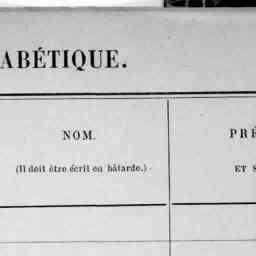 ABÉTIQUE.
NOM. PRÉ
(Il doit être écrit en bâtarde.) ET S